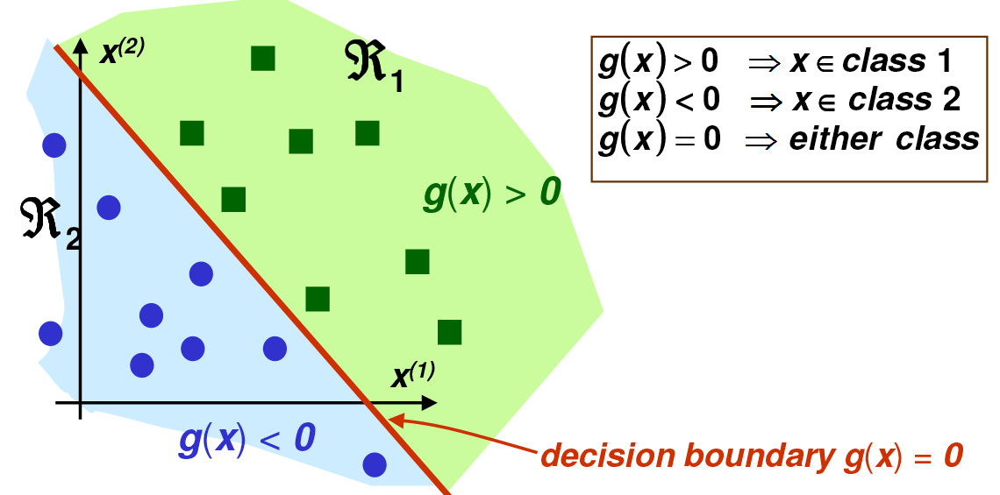 x(2)
ℜ1
g(x) > 0 ⇒ x ∈ class 1
g(x) < 0 ⇒ x ∈ class 2
g(x) = 0 ⇒ either class
g(x) > 0
ℜ2
x(1)
g(x) < 0
decision boundary g(x) = 0